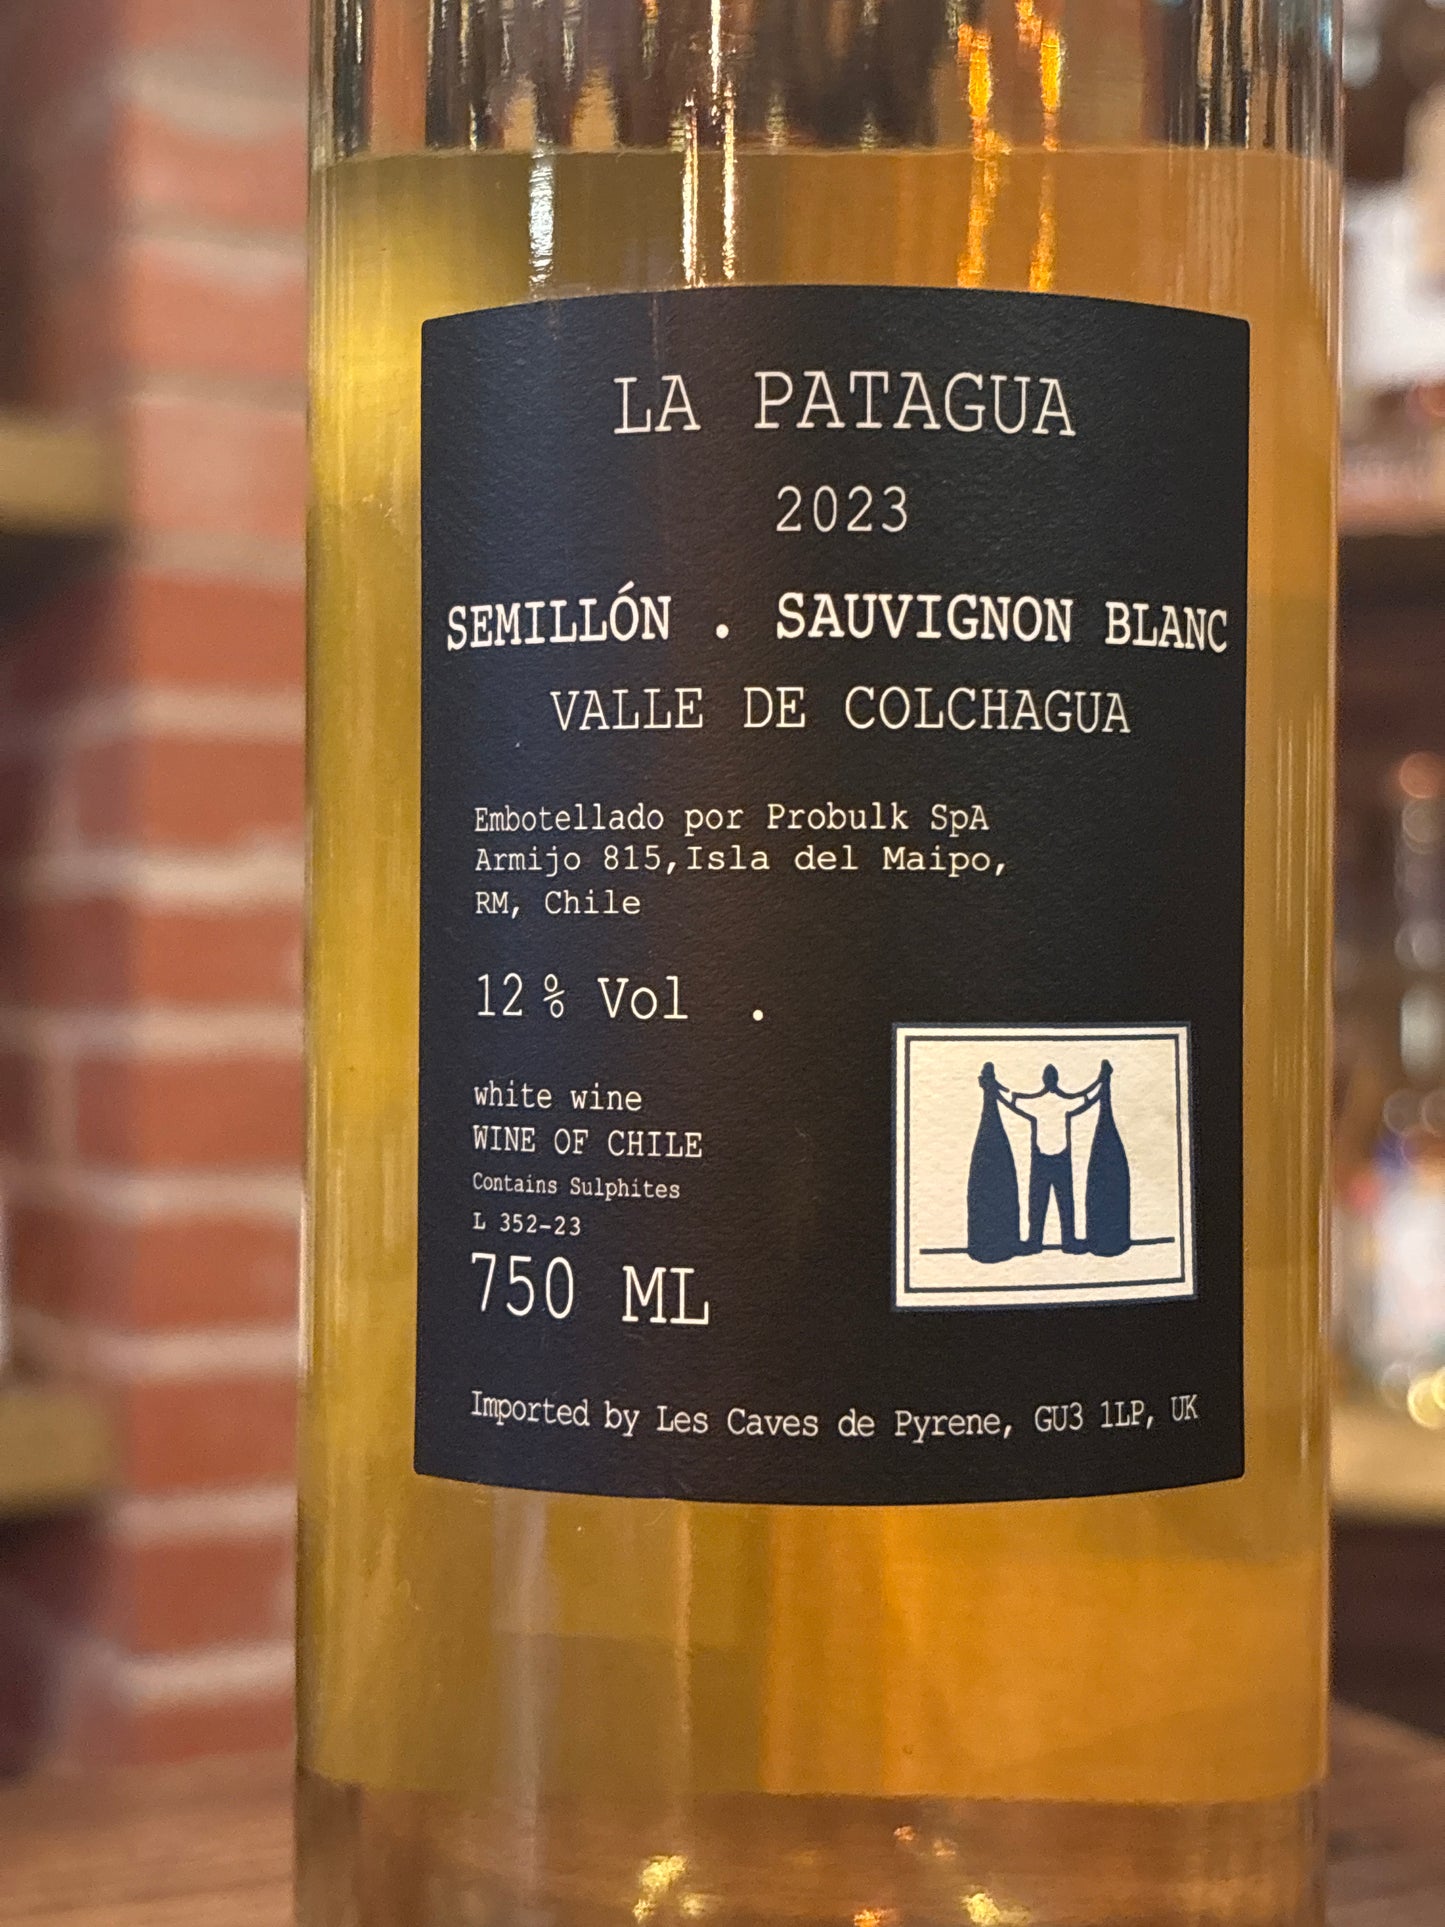 LA PATAGUA
2023
SEMILLÓN . SAUVIGNON BLANC
VALLE DE COLCHAGUA
Embotellado por Probulk SpA
Armijo 815,Isla del Maipo,
RM, Chile
12% Vol .
white wine
WINE OF CHILE
Contains Sulphites
L 352-23
750 ML
Imported by Les Caves de Pyrene, GU3 1LP, UK